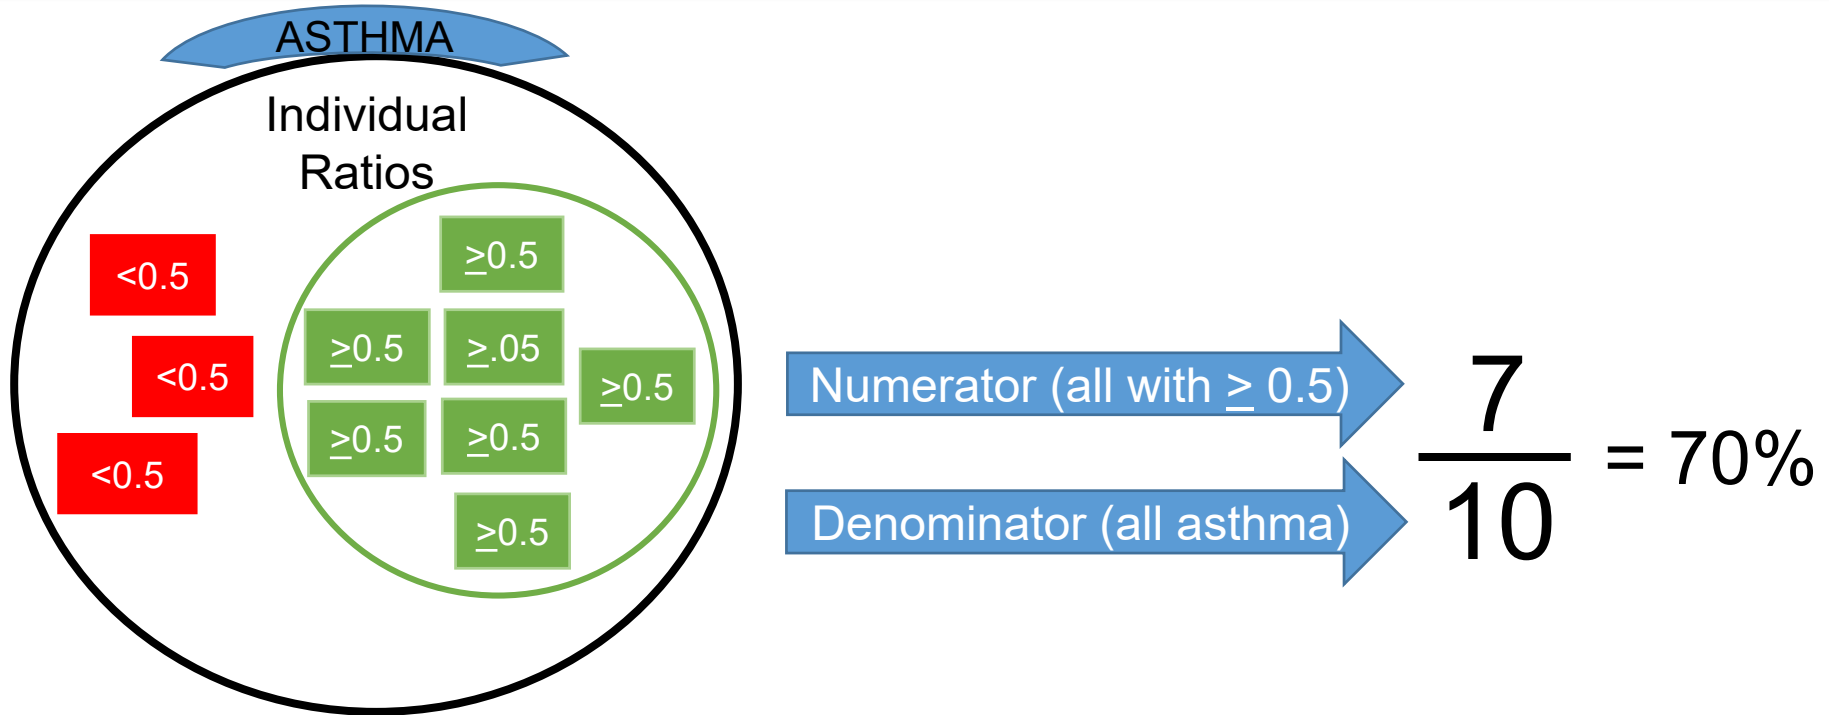 ASTHMA
Individual
Ratios
<0.5
<0.5
<0.5
≥0.5
≥0.5
≥.05
≥0.5
≥0.5
≥0.5
≥0.5
Numerator (all with ≥ 0.5)
Denominator (all asthma)
7
10
= 70%